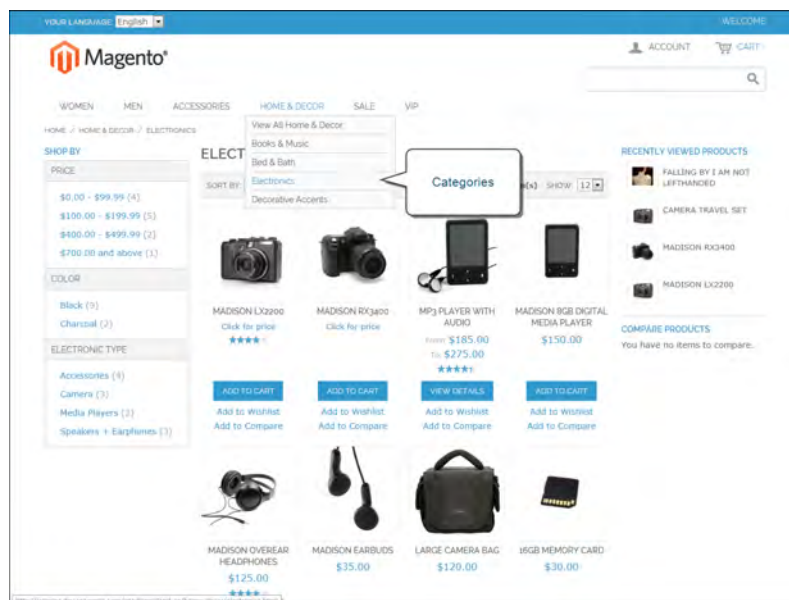 YOUR LANGUAGE: English
WELCOME
Magento®
ACCOUNT
CART
WOMEN MEN ACCESSORIES HOME & DECOR SALE VIP
HOME / HOME & DECOR / ELECTRONICS
View All Home & Decor
Books & Music
Bed & Bath
Electronics
Decorative Accents
Categories
SHOP BY
PRICE
$0.00 - $99.99 (4)
$100.00 - $199.99 (5)
$400.00 - $499.99 (2)
$700.00 and above (1)
COLOR
Black (9)
Charcoal (2)
ELECTRONIC TYPE
Accessories (4)
Camera (3)
Media Players (2)
Speakers + Earphones (3)
ELECT
SORT BY
SHOW 12
MADISON LX2200
Click for price
MADISON RX3400
Click for price
MP3 PLAYER WITH
AUDIO
From: $185.00
To: $275.00
MADISON 8GB DIGITAL
MEDIA PLAYER
$150.00
ADD TO CART ADD TO CART VIEW DETAILS ADD TO CART
Add to Wishlist Add to Wishlist Add to Wishlist Add to Wishlist
Add to Compare Add to Compare Add to Compare Add to Compare
MADISON OVEREAR
HEADPHONES
$125.00
MADISON EARBUDS
$35.00
LARGE CAMERA BAG
$120.00
16GB MEMORY CARD
$30.00
RECENTLY VIEWED PRODUCTS
FALLING BY I AM NOT
LEFTHANDED
CAMERA TRAVEL SET
MADISON RX3400
MADISON LX2200
COMPARE PRODUCTS
You have no items to compare.